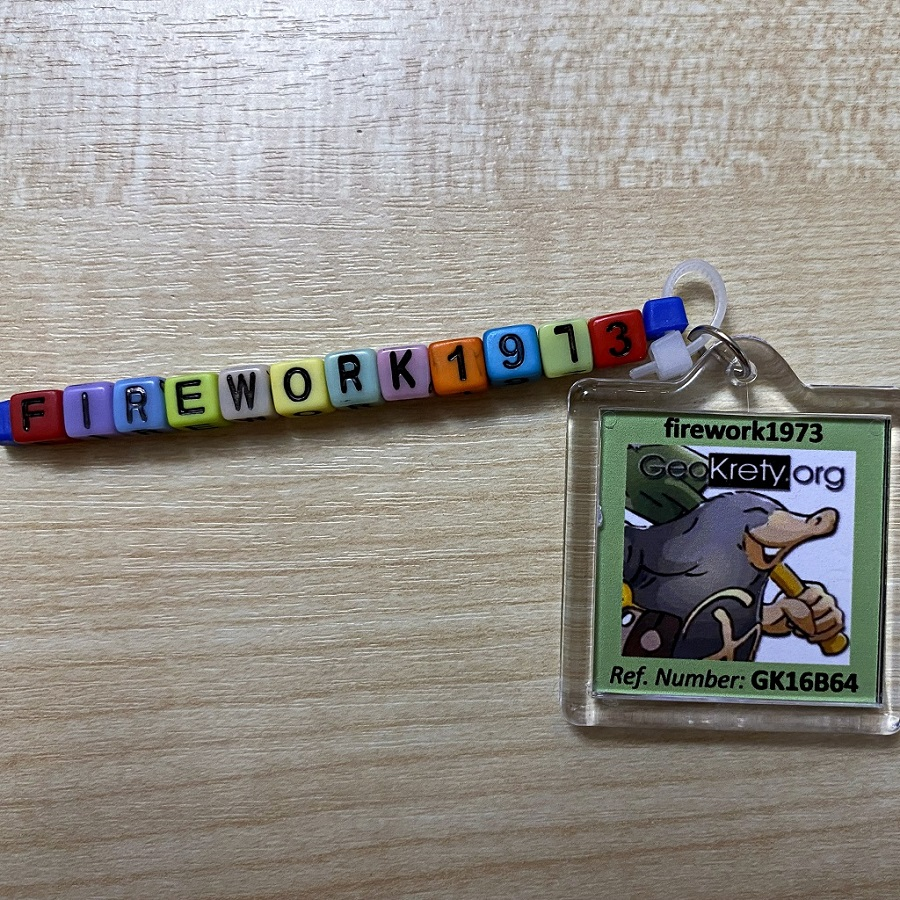 FIREWORK1973
firework1973
GeoKrety.org
Ref. Number: GK16B64